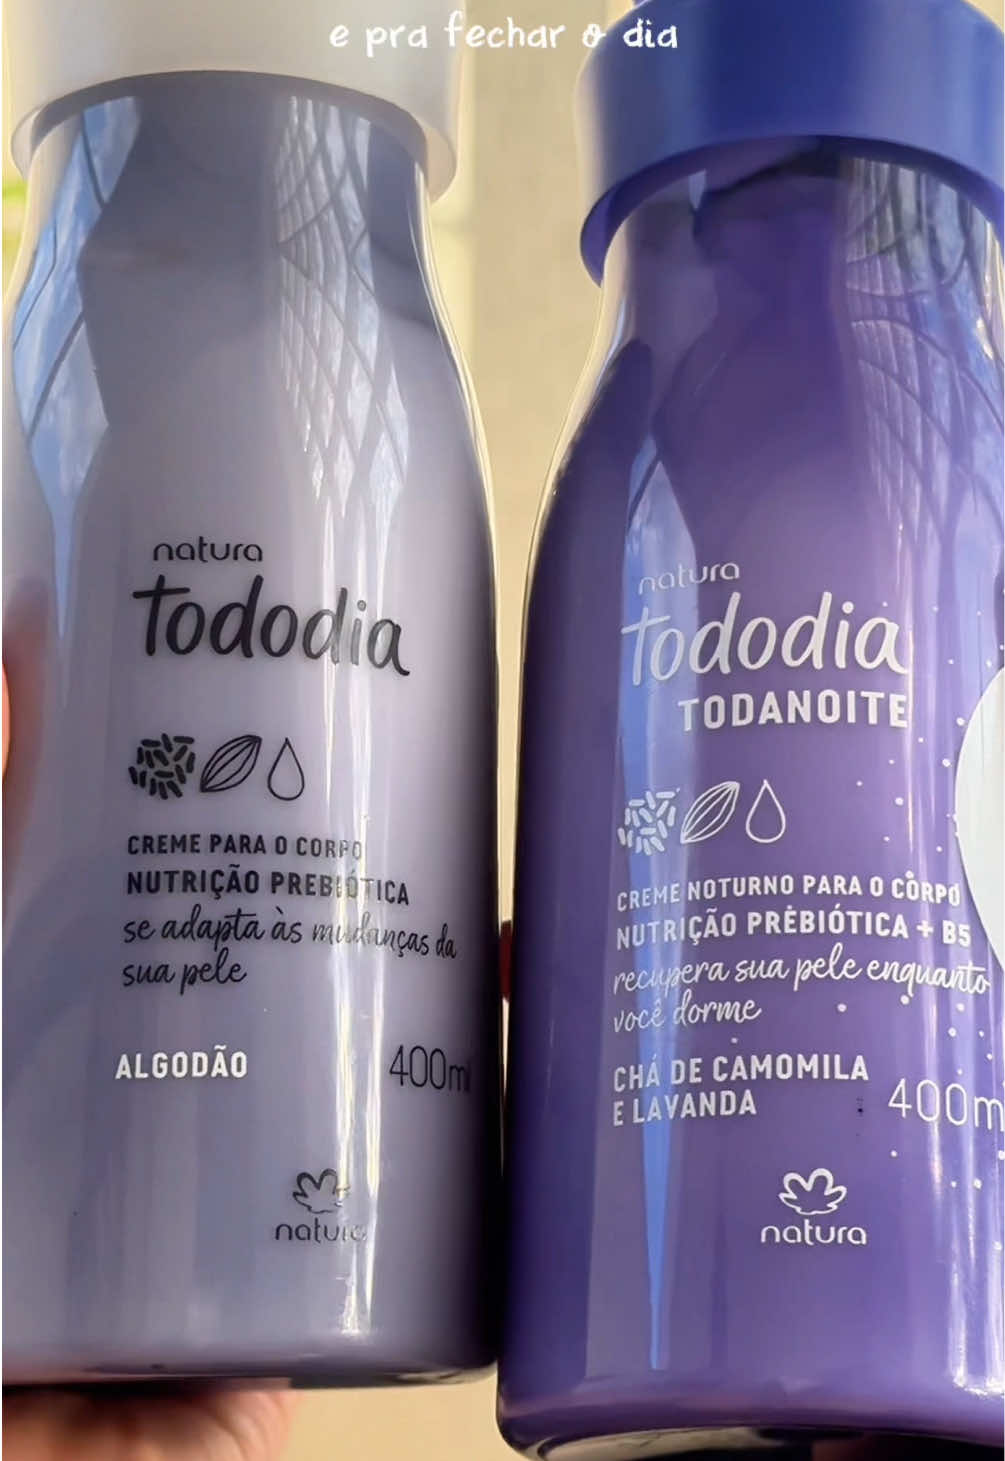 e pra fechar o dia
natura
tododia
CREME PARA O CORPO
NUTRIÇÃO PREBIÓTICA
se adapta às mudanças da
sua pele
ALGODÃO
400ml
natura
natura
tododia
TODANOITE
CREME NOTURNO PARA O CORPO
NUTRIÇÃO PREBIÓTICA + B5
recupera sua pele enquanto
você dorme
CHÁ DE CAMOMILA
E LAVANDA
400m
natura